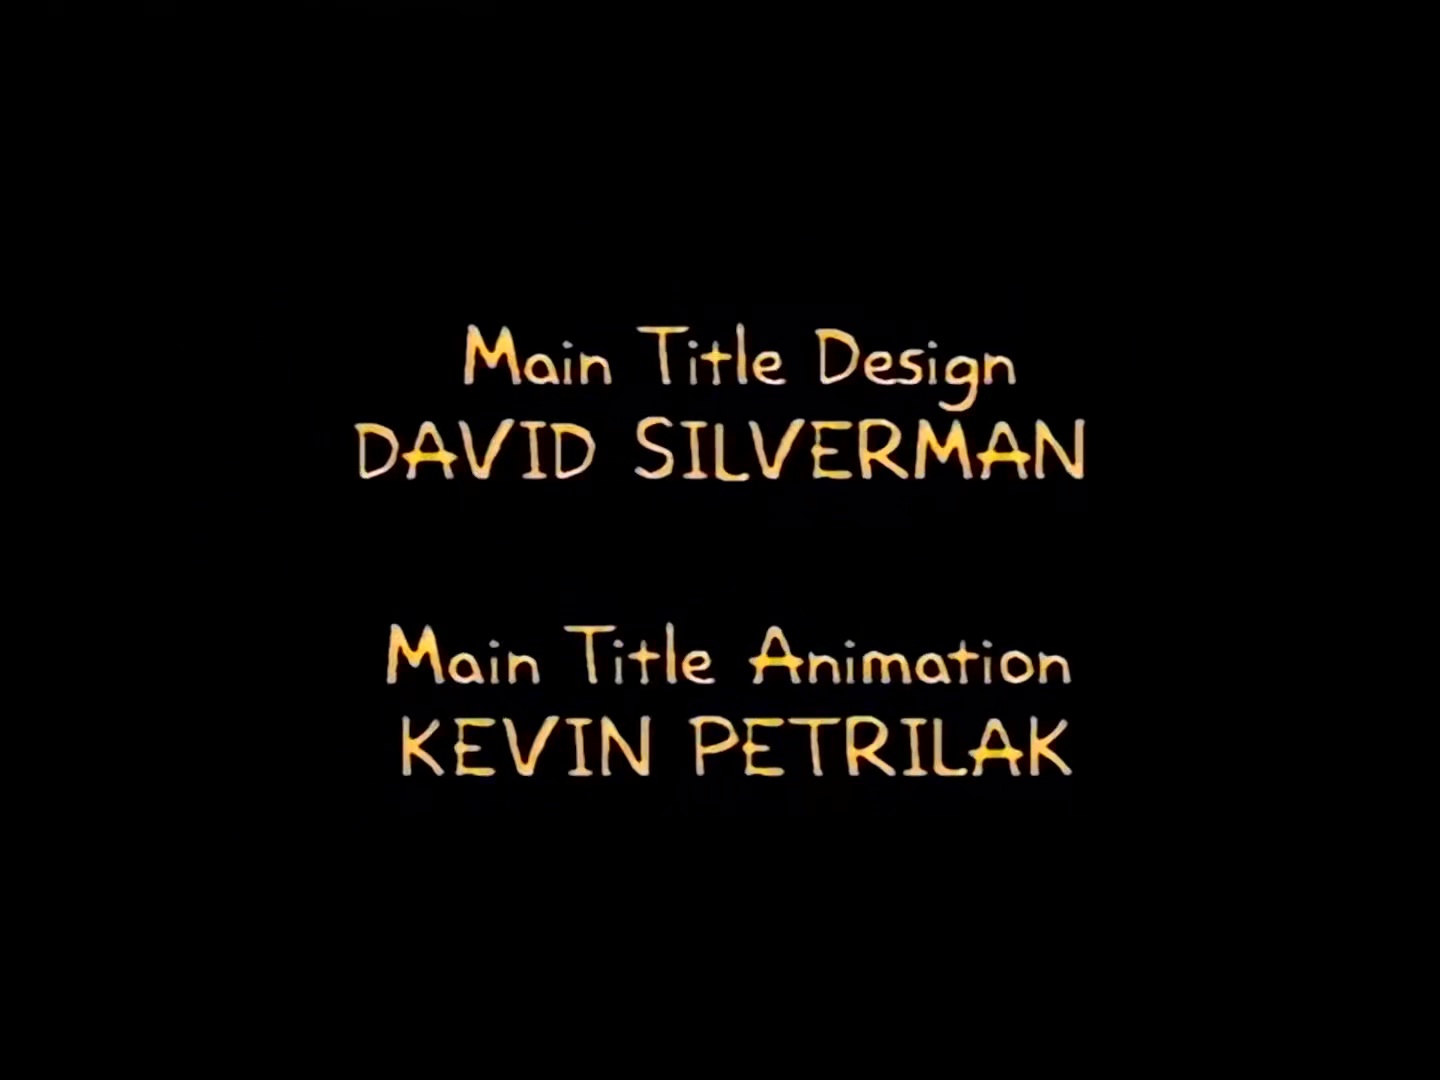 Main Title Design
DAVID SILVERMAN
Main Title Animation
KEVIN PETRILAK